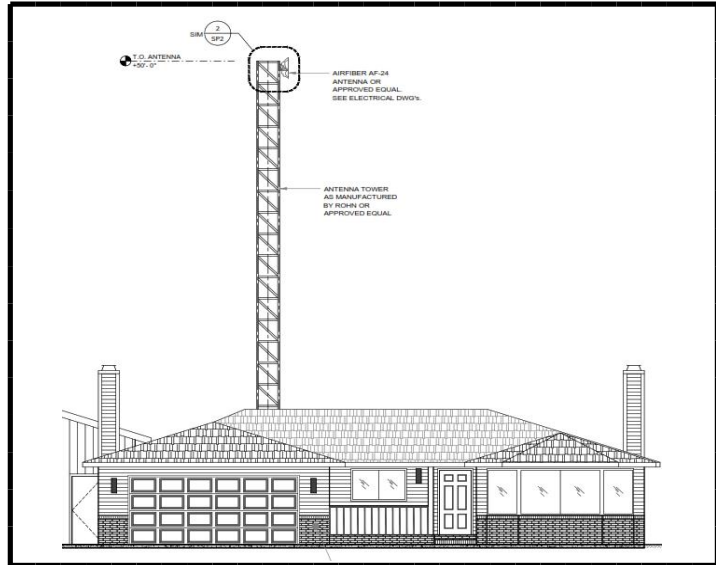 2
SIM
SP2
T.O. ANTENNA
+50'- 0"
AIRFIBER AF-24
ANTENNA OR
APPROVED EQUAL.
SEE ELECTRICAL DWG's.
ANTENNA TOWER
AS MANUFACTURED
BY ROHN OR
APPROVED EQUAL